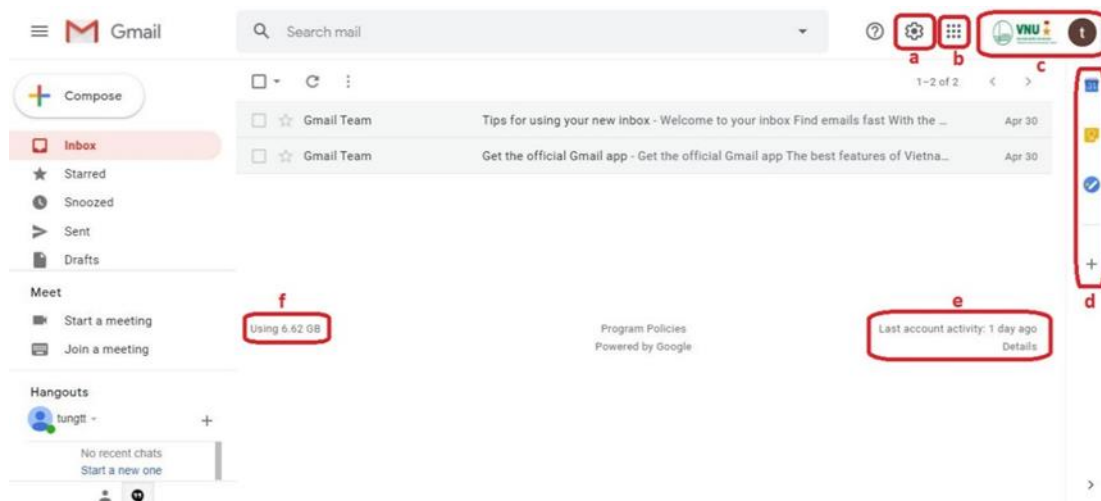 Gmail
Search mail
a
b
VNU
t
c
Compose
1–2 of 2
31
Gmail Team Tips for using your new inbox - Welcome to your inbox Find emails fast With the ... Apr 30
Inbox
Gmail Team Get the official Gmail app - Get the official Gmail app The best features of Vietna... Apr 30
Starred
Snoozed
Sent
Drafts
Meet
f
e
d
Start a meeting
Using 6.62 GB
Program Policies
Last account activity: 1 day ago
Powered by Google
Details
Join a meeting
Hangouts
tungtt
No recent chats
Start a new one